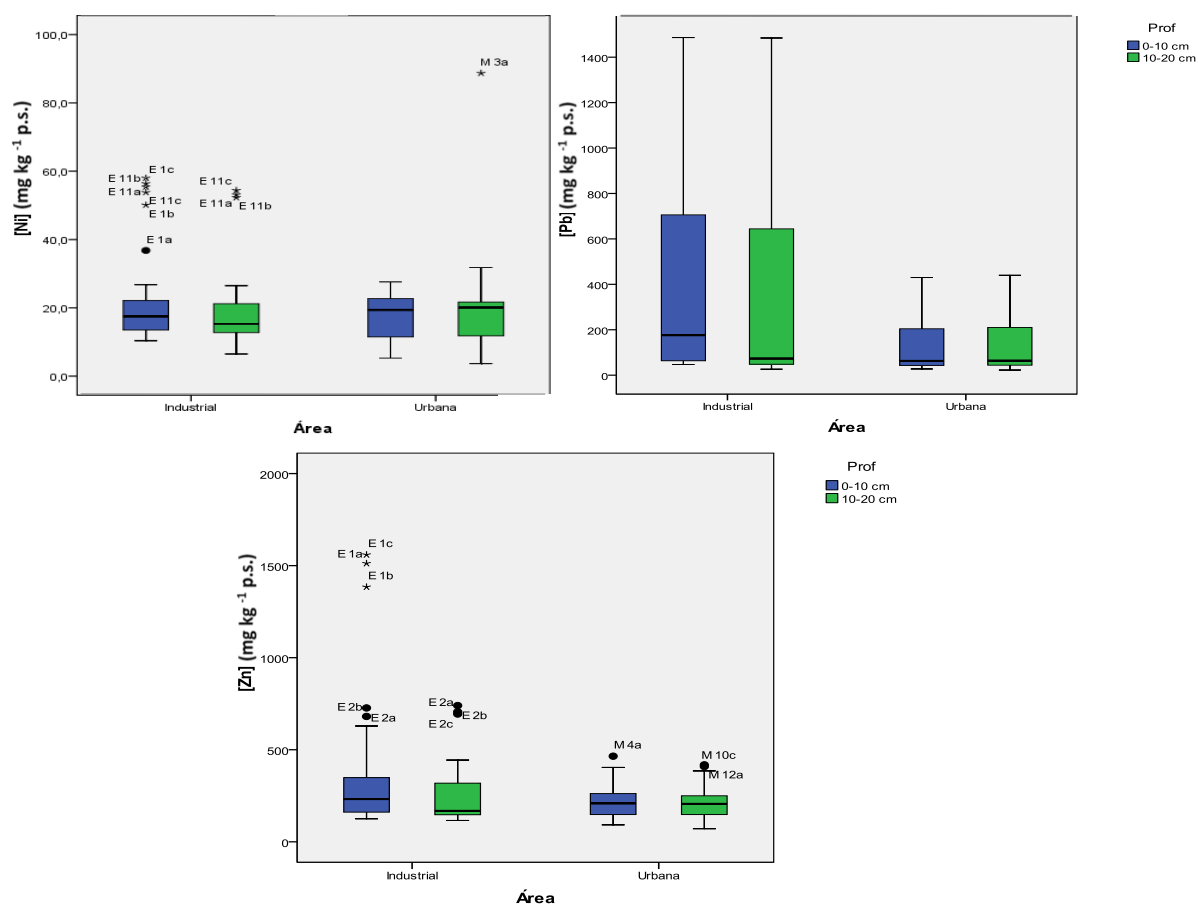 100,0
80,0
60,0
40,0
20,0
0,0
[Ni] (mg kg -1 p.s.)
M 3a
E 1c
E 11b
E 11a
E 11c
E 1b
E 1a
E 11c
E 11a
E 11b
Industrial
Urbana
Área
1400
1200
1000
800
600
400
200
0
[Pb] (mg kg -1 p.s.)
Industrial
Urbana
Área
Prof
0-10 cm
10-20 cm
2000
1500
1000
500
0
[Zn] (mg kg -1 p.s.)
E 1c
E 1a
E 1b
E 2b
E 2a
E 2a
E 2b
E 2c
M 4a
M 10c
M 12a
Industrial
Urbana
Área
Prof
0-10 cm
10-20 cm